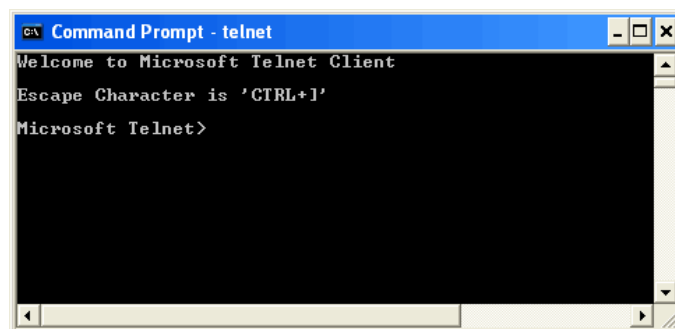 Command Prompt - telnet
Welcome to Microsoft Telnet Client
Escape Character is 'CTRL+]'
Microsoft Telnet>